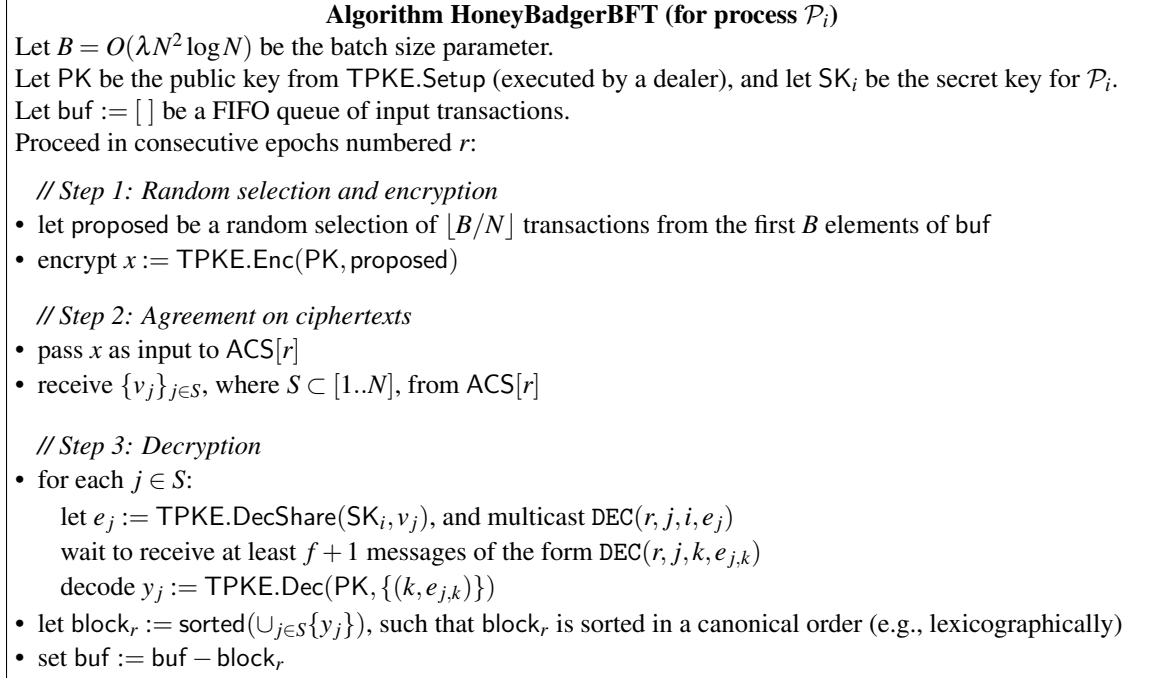 Algorithm HoneyBadgerBFT (for process 𝒫ᵢ)
Let B = O(λN² log N) be the batch size parameter.
Let PK be the public key from TPKE.Setup (executed by a dealer), and let SKᵢ be the secret key for 𝒫ᵢ.
Let buf := [ ] be a FIFO queue of input transactions.
Proceed in consecutive epochs numbered r:
// Step 1: Random selection and encryption
• let proposed be a random selection of ⌊B/N⌋ transactions from the first B elements of buf
• encrypt x := TPKE.Enc(PK, proposed)
// Step 2: Agreement on ciphertexts
• pass x as input to ACS[r]
• receive {vⱼ}ⱼ∈S, where S ⊂ [1..N], from ACS[r]
// Step 3: Decryption
• for each j ∈ S:
let eⱼ := TPKE.DecShare(SKᵢ, vⱼ), and multicast DEC(r, j, i, eⱼ)
wait to receive at least f + 1 messages of the form DEC(r, j, k, eⱼ,ₖ)
decode yⱼ := TPKE.Dec(PK, {(k, eⱼ,ₖ)})
• let blockᵣ := sorted(∪ⱼ∈S{yⱼ}), such that blockᵣ is sorted in a canonical order (e.g., lexicographically)
• set buf := buf − blockᵣ